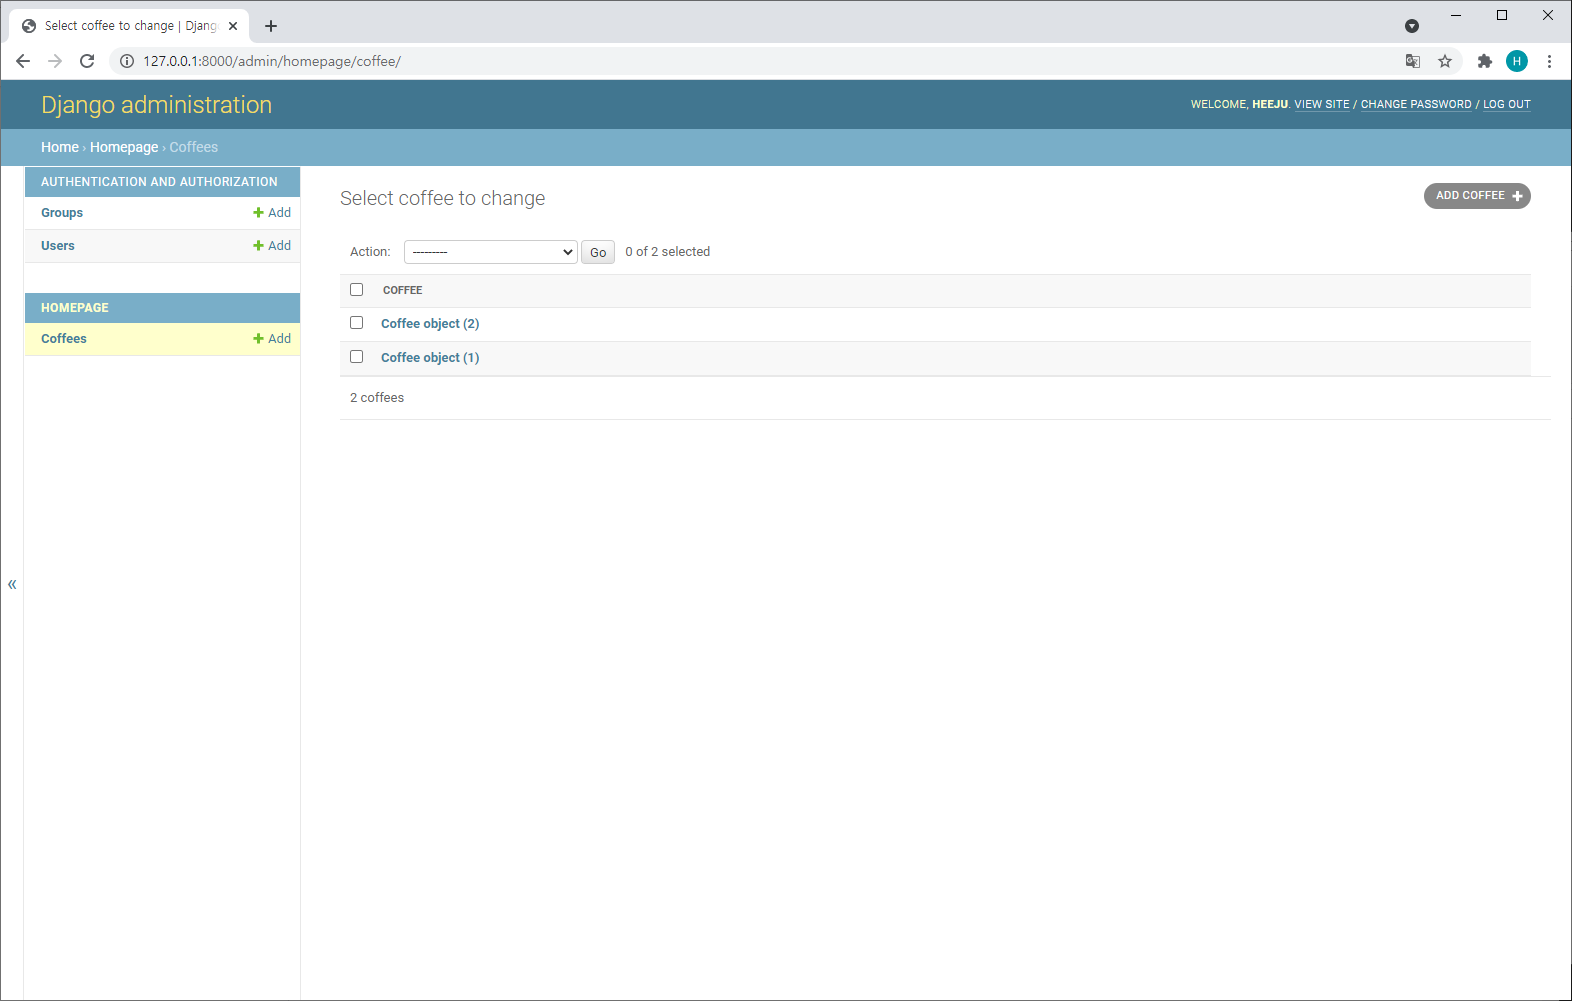 Select coffee to change | Djang
127.0.0.1:8000/admin/homepage/coffee/
H
Django administration
WELCOME, HEEJU. VIEW SITE / CHANGE PASSWORD / LOG OUT
Home › Homepage › Coffees
AUTHENTICATION AND AUTHORIZATION
Groups + Add
Users + Add
HOMEPAGE
Coffees + Add
«
Select coffee to change
ADD COFFEE +
Action: --------- Go 0 of 2 selected
COFFEE
Coffee object (2)
Coffee object (1)
2 coffees